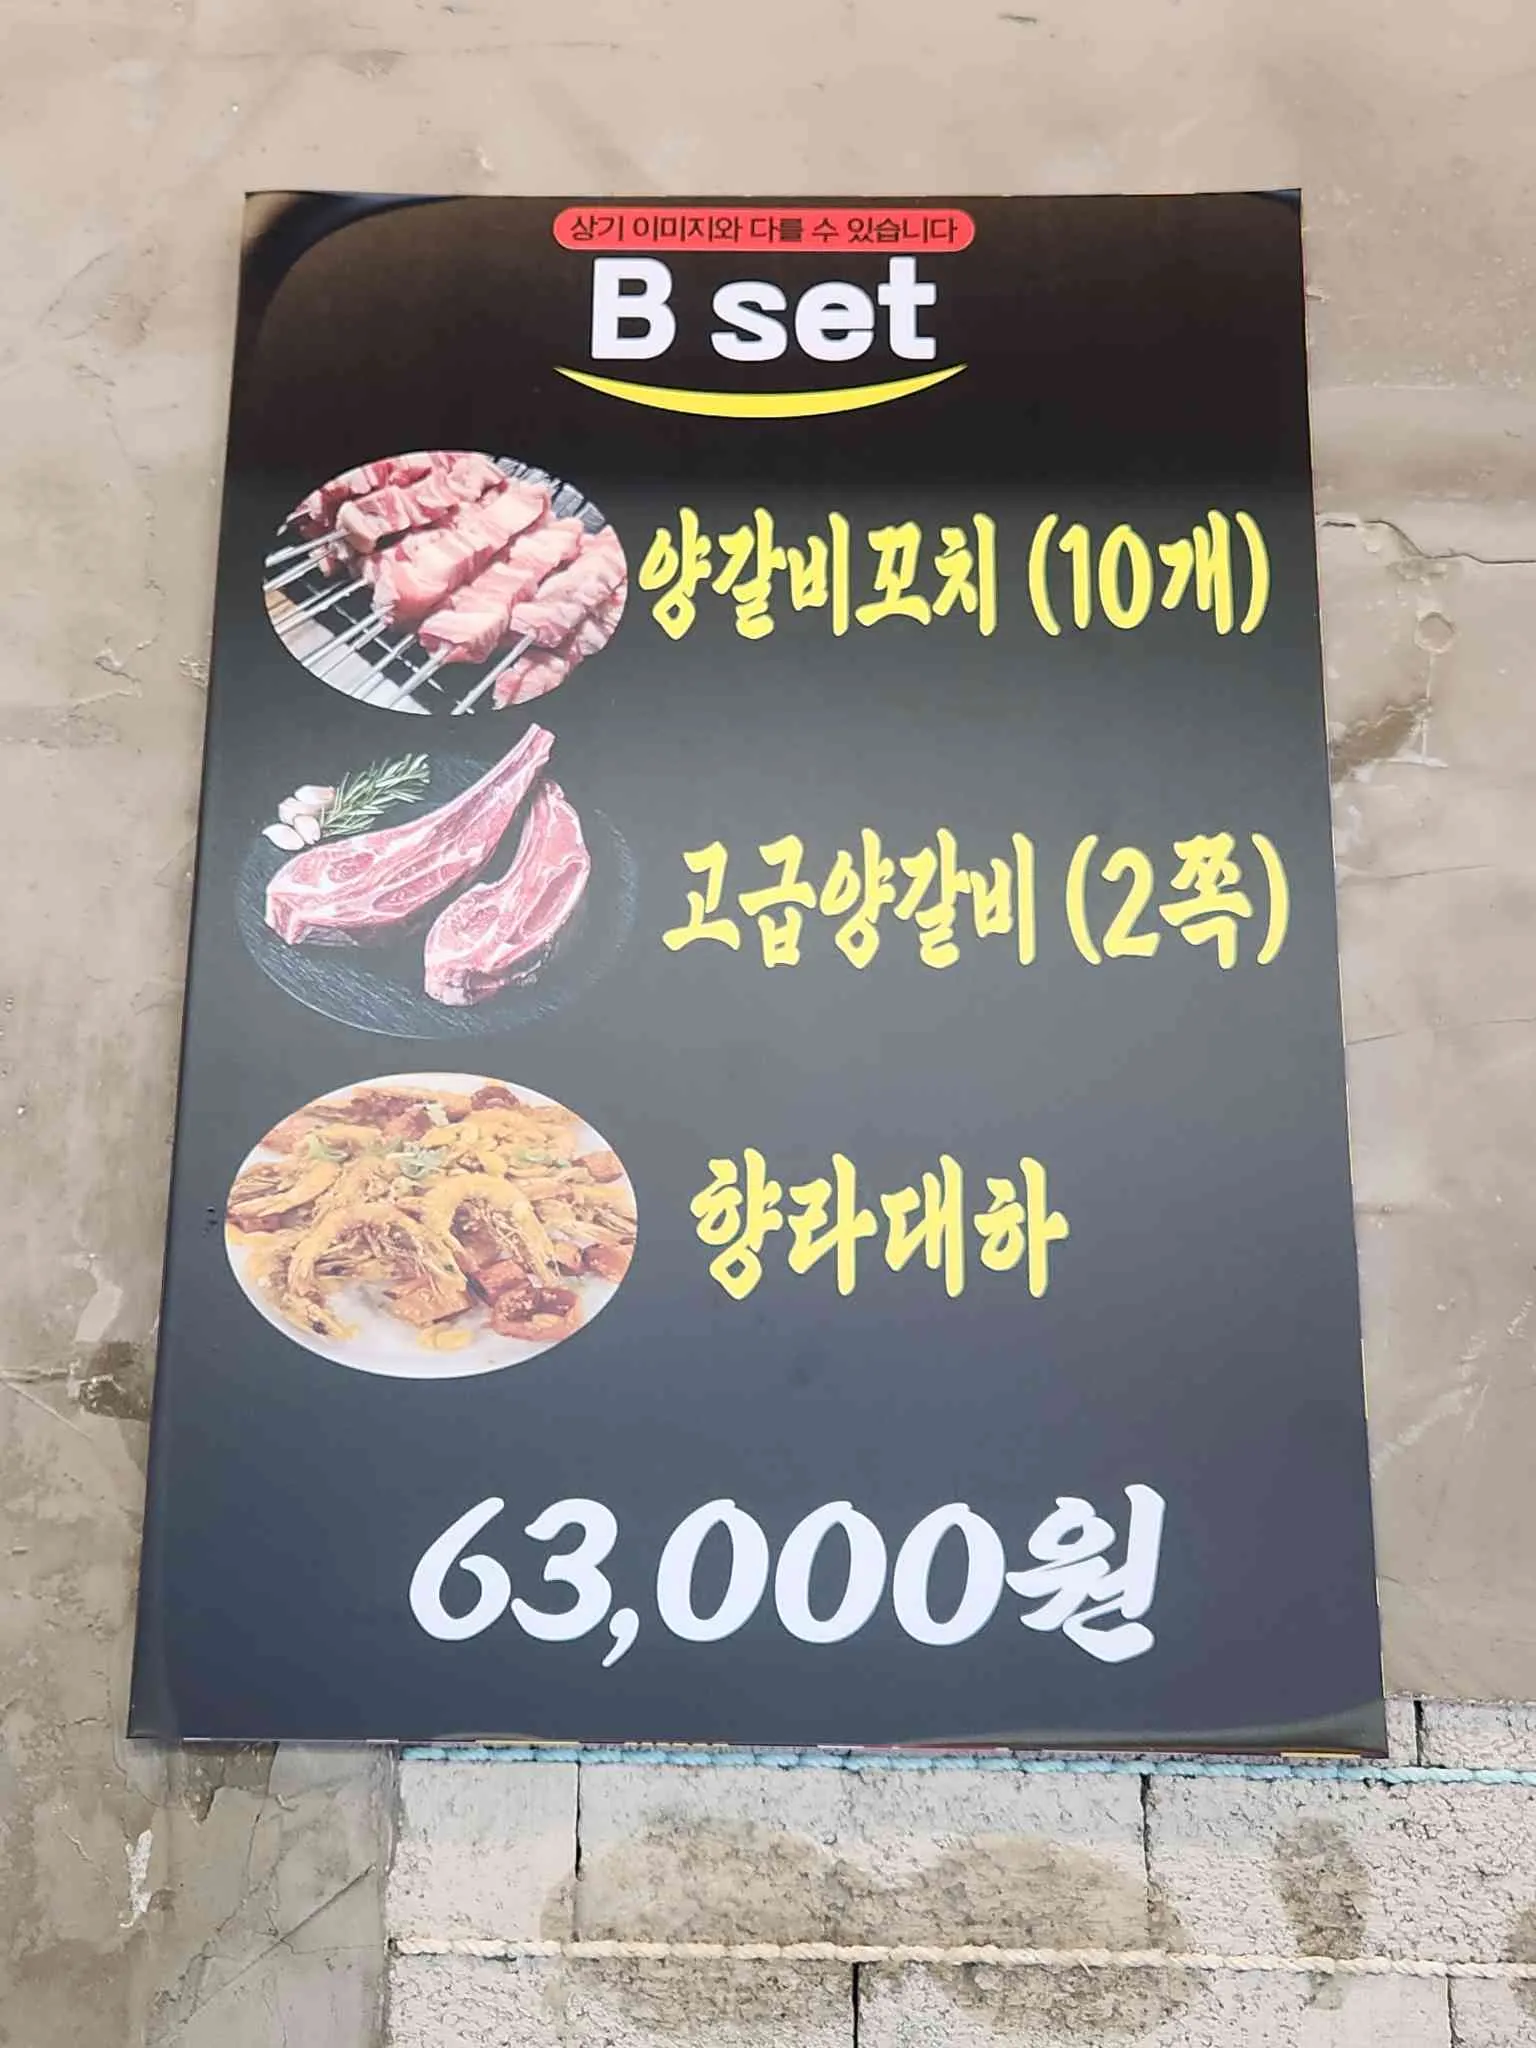 상기 이미지와 다를 수 있습니다
B set
양갈비꼬치 (10개)
고급양갈비 (2쪽)
향라대하
63,000원